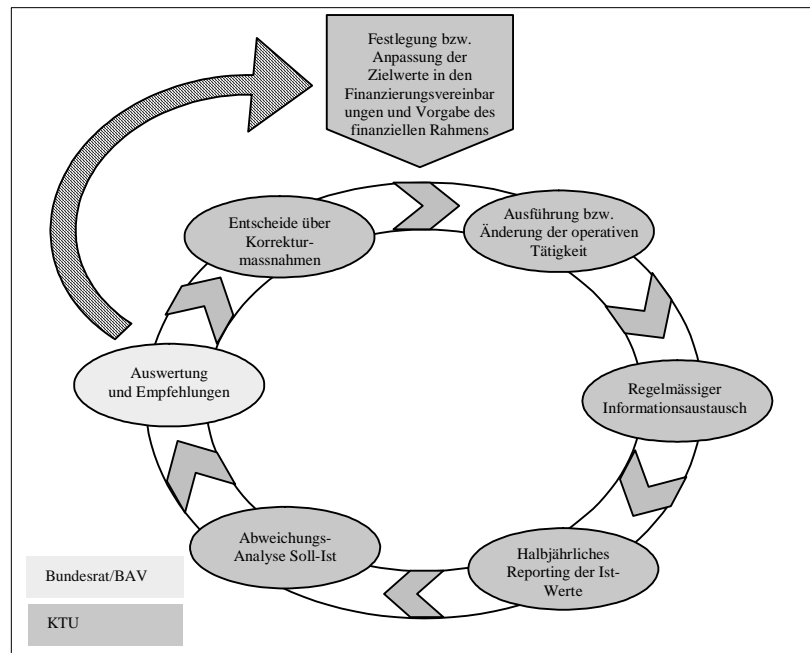 Festlegung bzw.
Anpassung der
Zielwerte in den
Finanzierungsvereinbar
ungen und Vorgabe des
finanziellen Rahmens
Entscheide über
Korrektur-
massnahmen
Ausführung bzw.
Änderung der operativen
Tätigkeit
Auswertung
und Empfehlungen
Regelmässiger
Informationsaustausch
Abweichungs-
Analyse Soll-Ist
Halbjährliches
Reporting der Ist-
Werte
Bundesrat/BAV
KTU